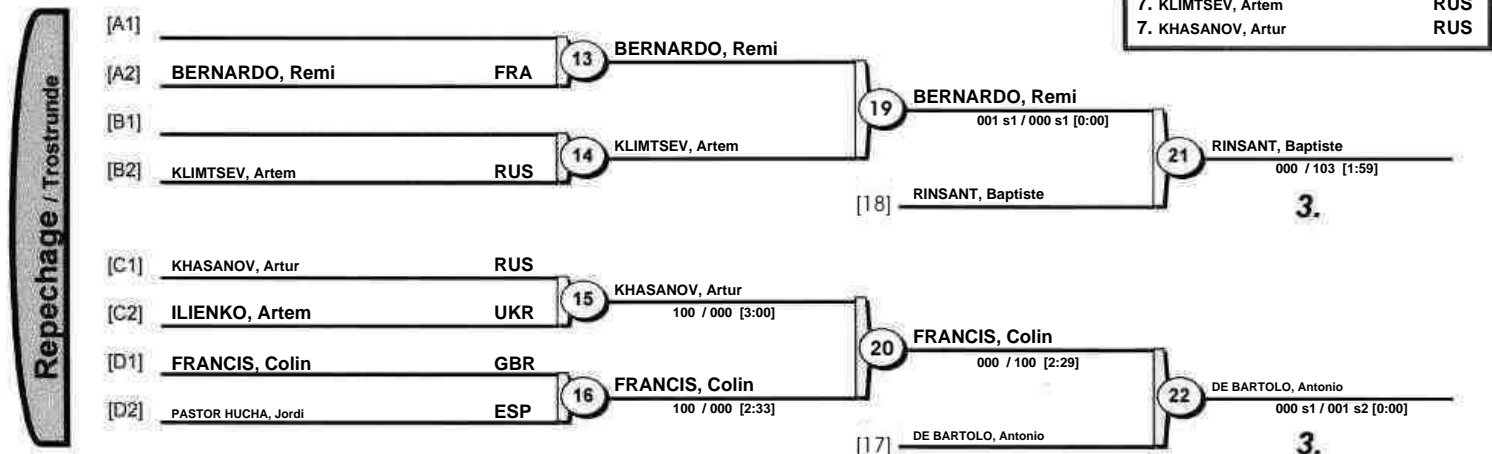 7. KLIMTSEV, Artem RUS
7. KHASANOV, Artur RUS
Repechage / Trostrunde
[A1]
[A2] BERNARDO, Remi FRA
13 BERNARDO, Remi
[B1]
[B2] KLIMTSEV, Artem RUS
14 KLIMTSEV, Artem
19 BERNARDO, Remi
001 s1 / 000 s1 [0:00]
[18] RINSANT, Baptiste
21 RINSANT, Baptiste
000 / 103 [1:59]
3.
[C1] KHASANOV, Artur RUS
[C2] ILIENKO, Artem UKR
15 KHASANOV, Artur
100 / 000 [3:00]
[D1] FRANCIS, Colin GBR
[D2] PASTOR HUCHA, Jordi ESP
16 FRANCIS, Colin
100 / 000 [2:33]
20 FRANCIS, Colin
000 / 100 [2:29]
[17] DE BARTOLO, Antonio
22 DE BARTOLO, Antonio
000 s1 / 001 s2 [0:00]
3.